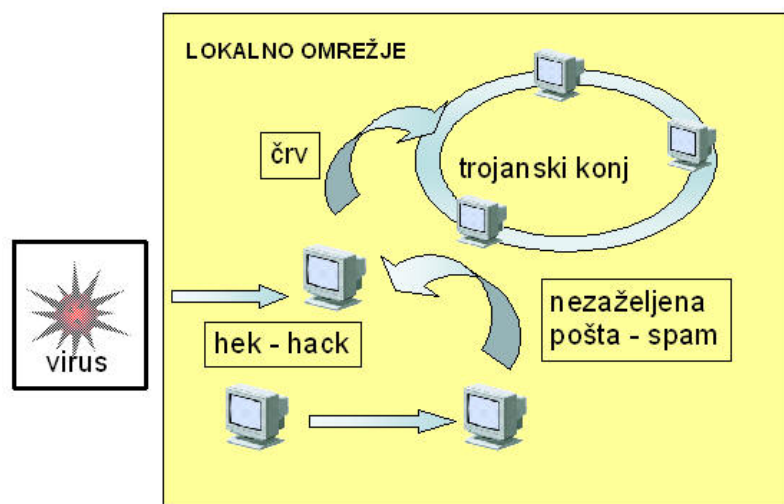 LOKALNO OMREŽJE
črv
trojanski konj
virus
hek - hack
nezaželjena
pošta - spam